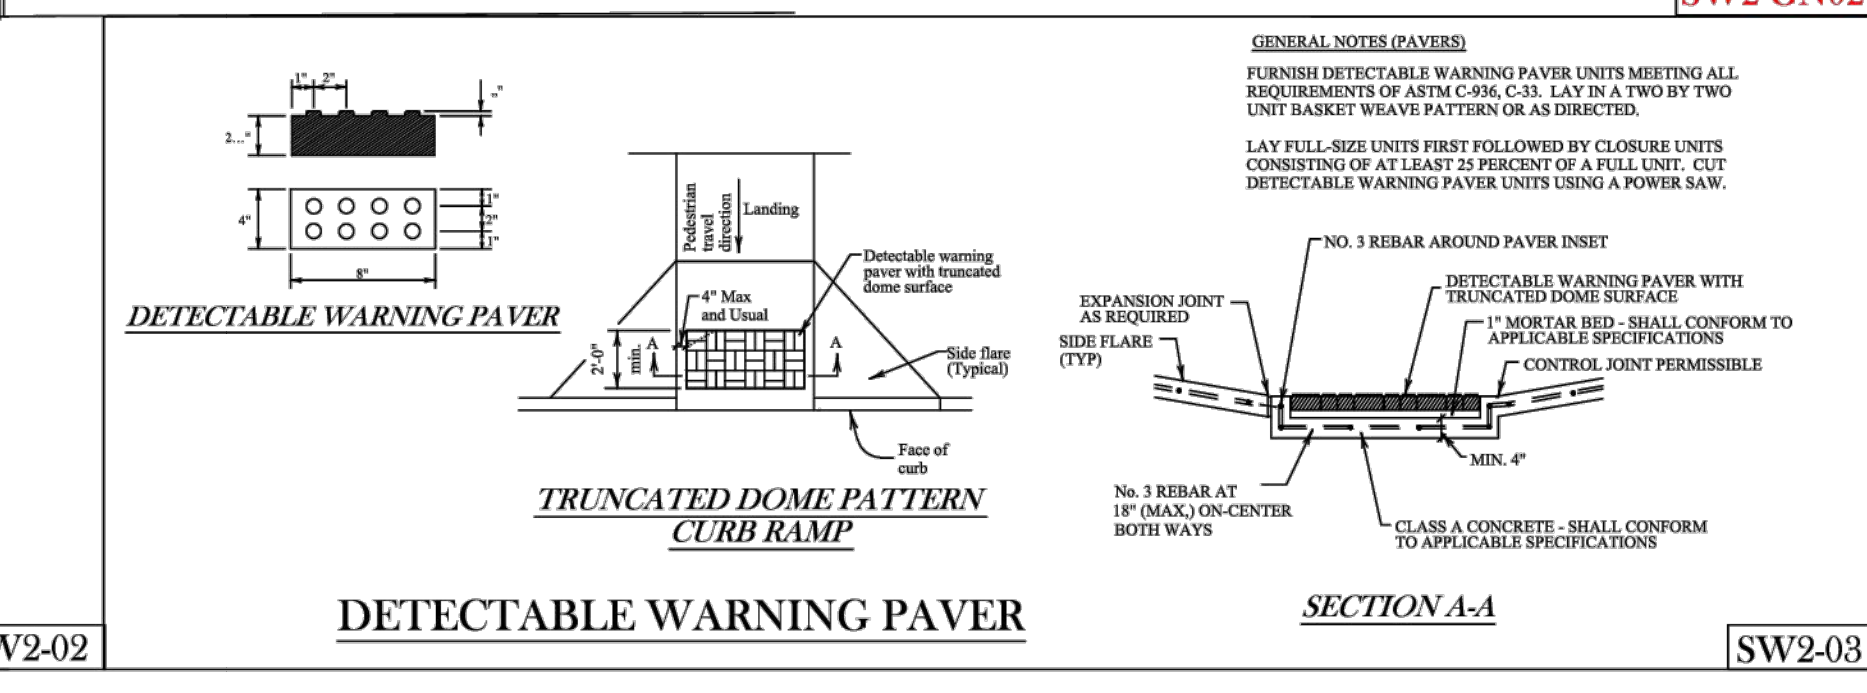 SW2-GN02
1" 2"
"
2..."
4"
1"
2"
1"
8"
DETECTABLE WARNING PAVER
Pedestrian
travel
direction
Landing
Detectable warning
paver with truncated
dome surface
4" Max
and Usual
2'-0"
min.
A
A
Side flare
(Typical)
Face of
curb
TRUNCATED DOME PATTERN
CURB RAMP
DETECTABLE WARNING PAVER
GENERAL NOTES (PAVERS)
FURNISH DETECTABLE WARNING PAVER UNITS MEETING ALL
REQUIREMENTS OF ASTM C-936, C-33. LAY IN A TWO BY TWO
UNIT BASKET WEAVE PATTERN OR AS DIRECTED.
LAY FULL-SIZE UNITS FIRST FOLLOWED BY CLOSURE UNITS
CONSISTING OF AT LEAST 25 PERCENT OF A FULL UNIT. CUT
DETECTABLE WARNING PAVER UNITS USING A POWER SAW.
NO. 3 REBAR AROUND PAVER INSET
DETECTABLE WARNING PAVER WITH
TRUNCATED DOME SURFACE
EXPANSION JOINT
AS REQUIRED
1" MORTAR BED - SHALL CONFORM TO
APPLICABLE SPECIFICATIONS
SIDE FLARE
(TYP)
CONTROL JOINT PERMISSIBLE
MIN. 4"
No. 3 REBAR AT
18" (MAX,) ON-CENTER
BOTH WAYS
CLASS A CONCRETE - SHALL CONFORM
TO APPLICABLE SPECIFICATIONS
SECTION A-A
W2-02
SW2-03